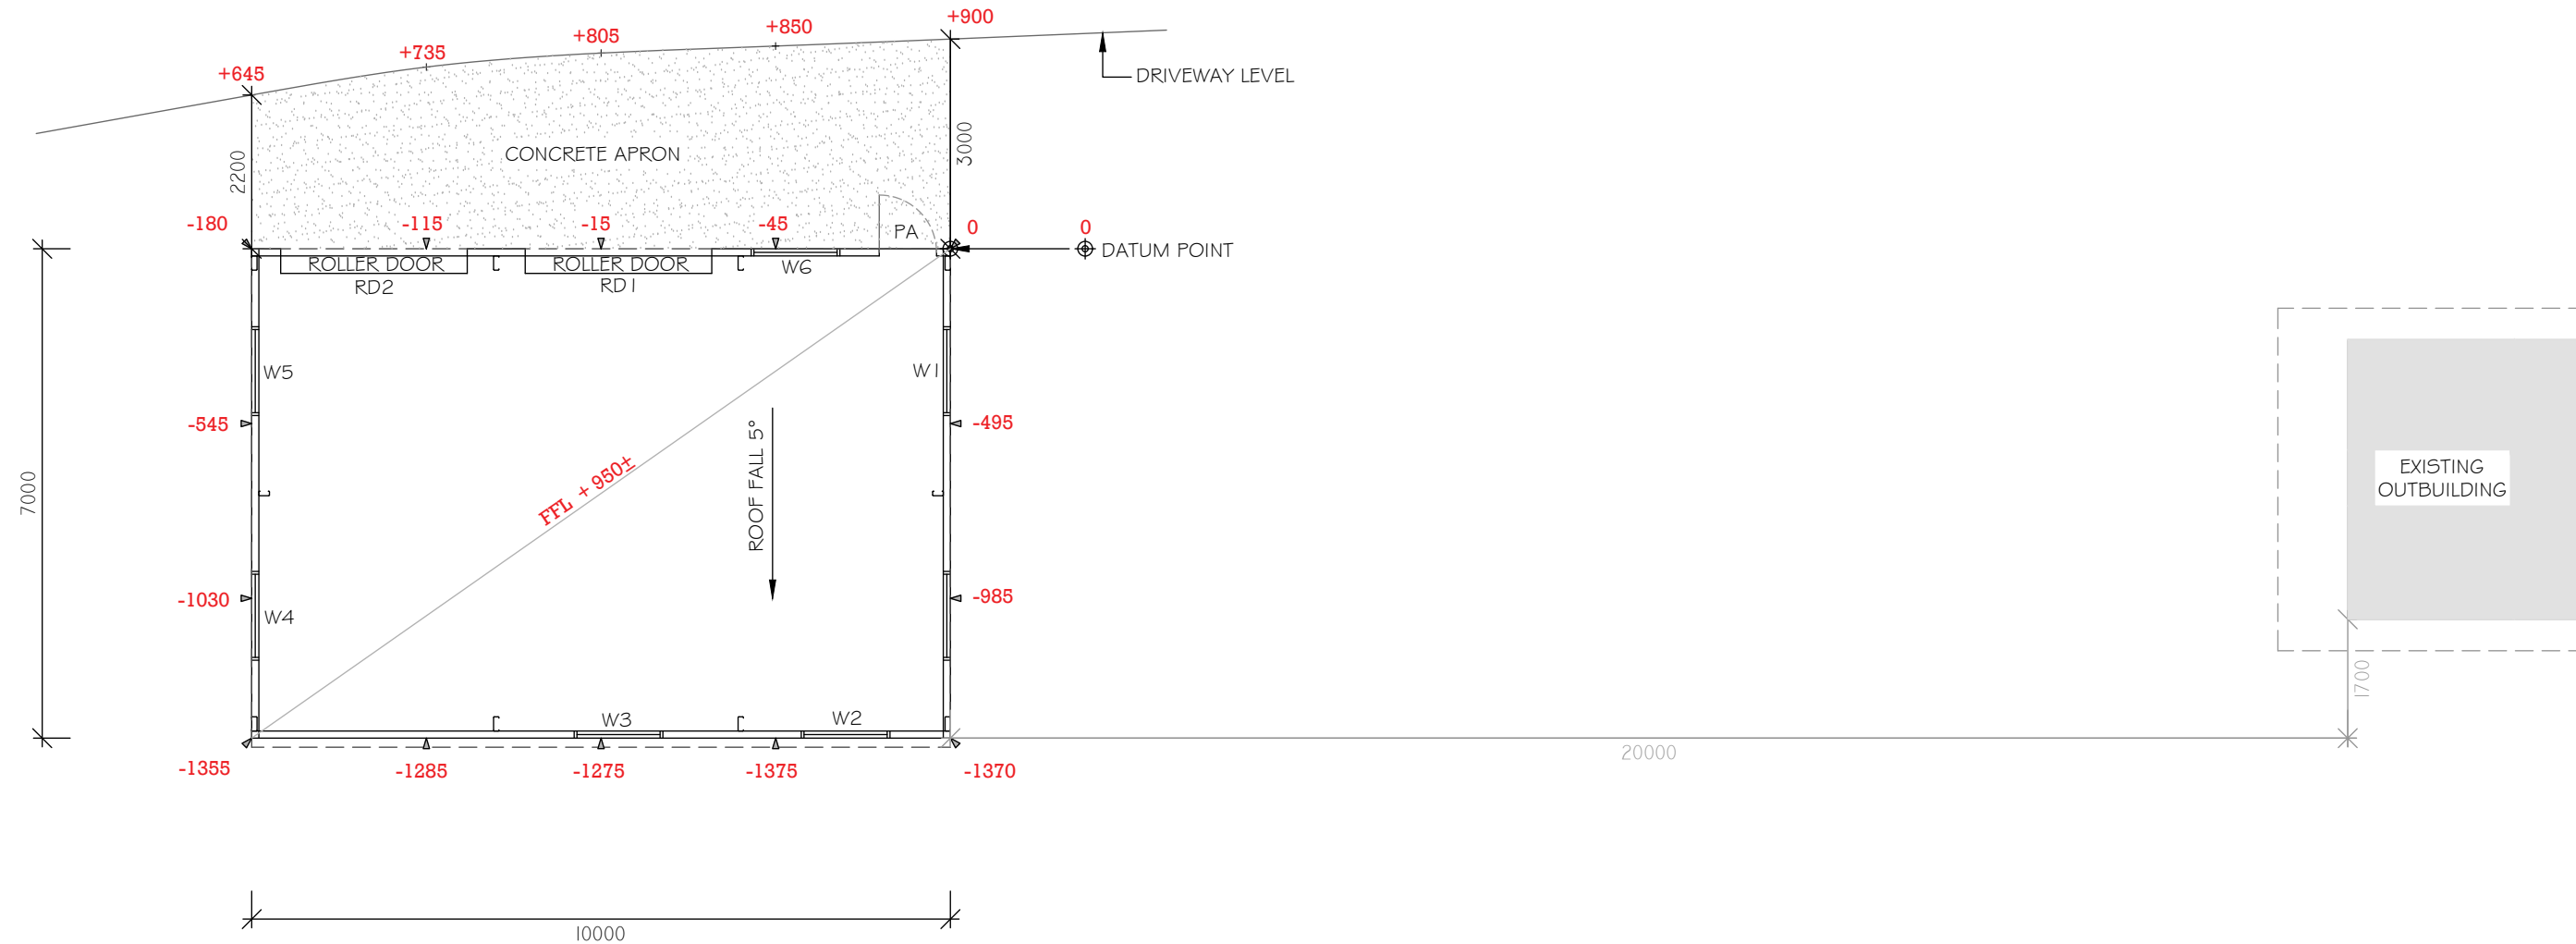 +900
+850
+805
+735
+645
DRIVEWAY LEVEL
3000
CONCRETE APRON
2200
-180
-115
-15
-45
0
0
PA
DATUM POINT
ROLLER DOOR
RD2
ROLLER DOOR
RD1
W6
W5
W1
-545
-495
ROOF FALL 5°
FFL +950±
7000
EXISTING
OUTBUILDING
-1030
-985
W4
1700
W3
W2
-1355
-1285
-1275
-1375
-1370
20000
10000